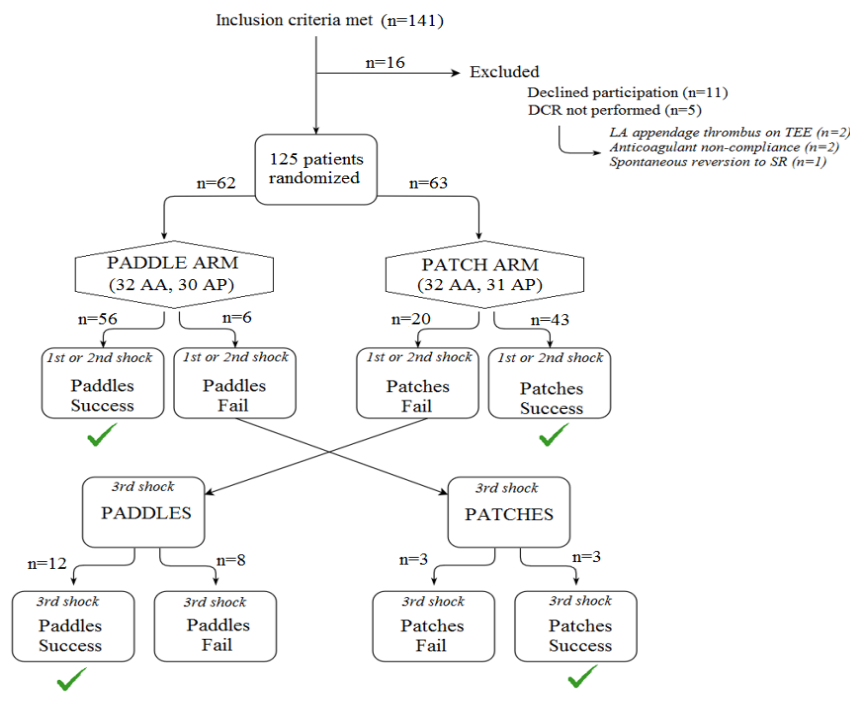 Inclusion criteria met (n=141)
n=16
Excluded
Declined participation (n=11)
DCR not performed (n=5)
LA appendage thrombus on TEE (n=2)
Anticoagulant non-compliance (n=2)
Spontaneous reversion to SR (n=1)
125 patients
randomized
n=62
n=63
PADDLE ARM
(32 AA, 30 AP)
PATCH ARM
(32 AA, 31 AP)
n=56
n=6
n=20
n=43
1st or 2nd shock
Paddles
Success
1st or 2nd shock
Paddles
Fail
1st or 2nd shock
Patches
Fail
1st or 2nd shock
Patches
Success
3rd shock
PADDLES
3rd shock
PATCHES
n=12
n=8
n=3
n=3
3rd shock
Paddles
Success
3rd shock
Paddles
Fail
3rd shock
Patches
Fail
3rd shock
Patches
Success